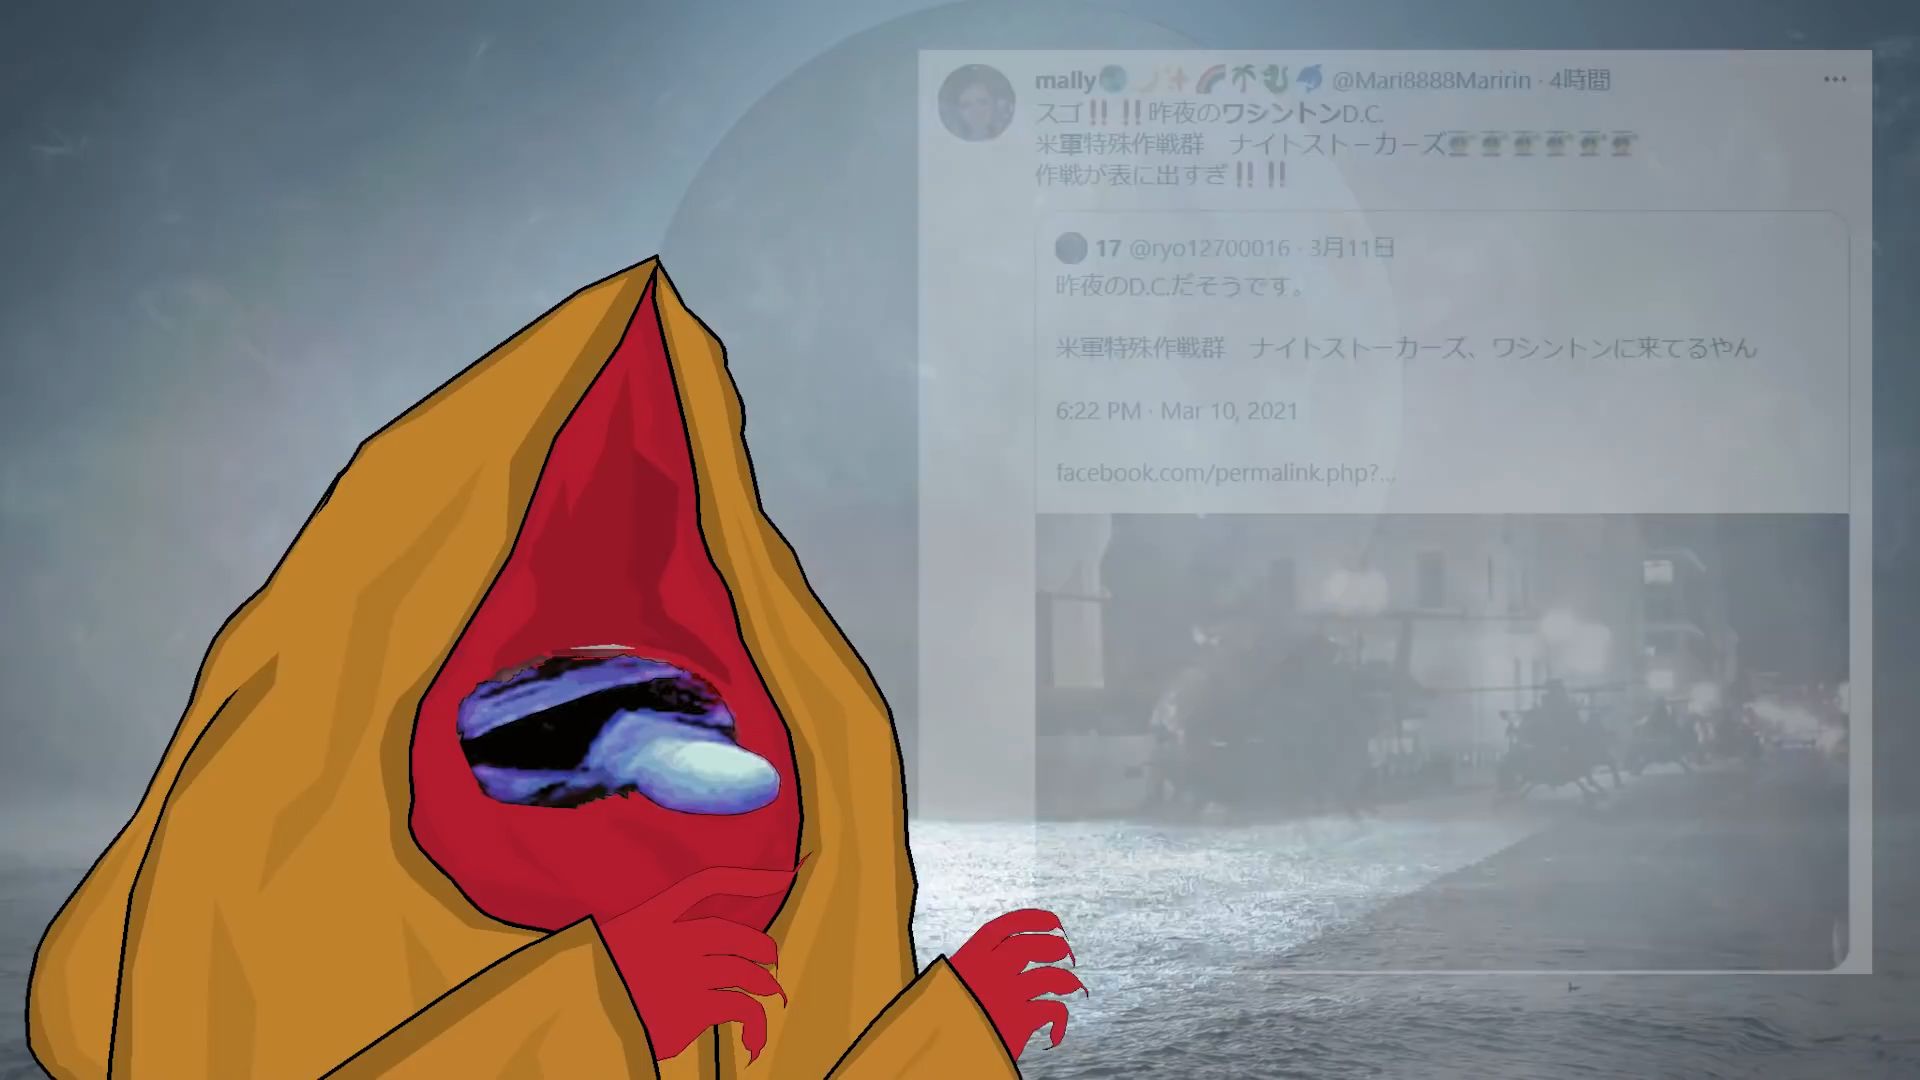 mally🌏🌙✨🌈🌴🐉🐬 @Mari8888Maririn · 4時間
スゴ‼️‼️昨夜のワシントンD.C.
米軍特殊作戦群　ナイトストーカーズ🚁🚁🚁🚁🚁🚁
作戦が表に出すぎ‼️‼️
17 @ryo12700016 · 3月11日
昨夜のD.C.だそうです。
米軍特殊作戦群　ナイトストーカーズ、ワシントンに来てるやん
6:22 PM · Mar 10, 2021
facebook.com/permalink.php?...